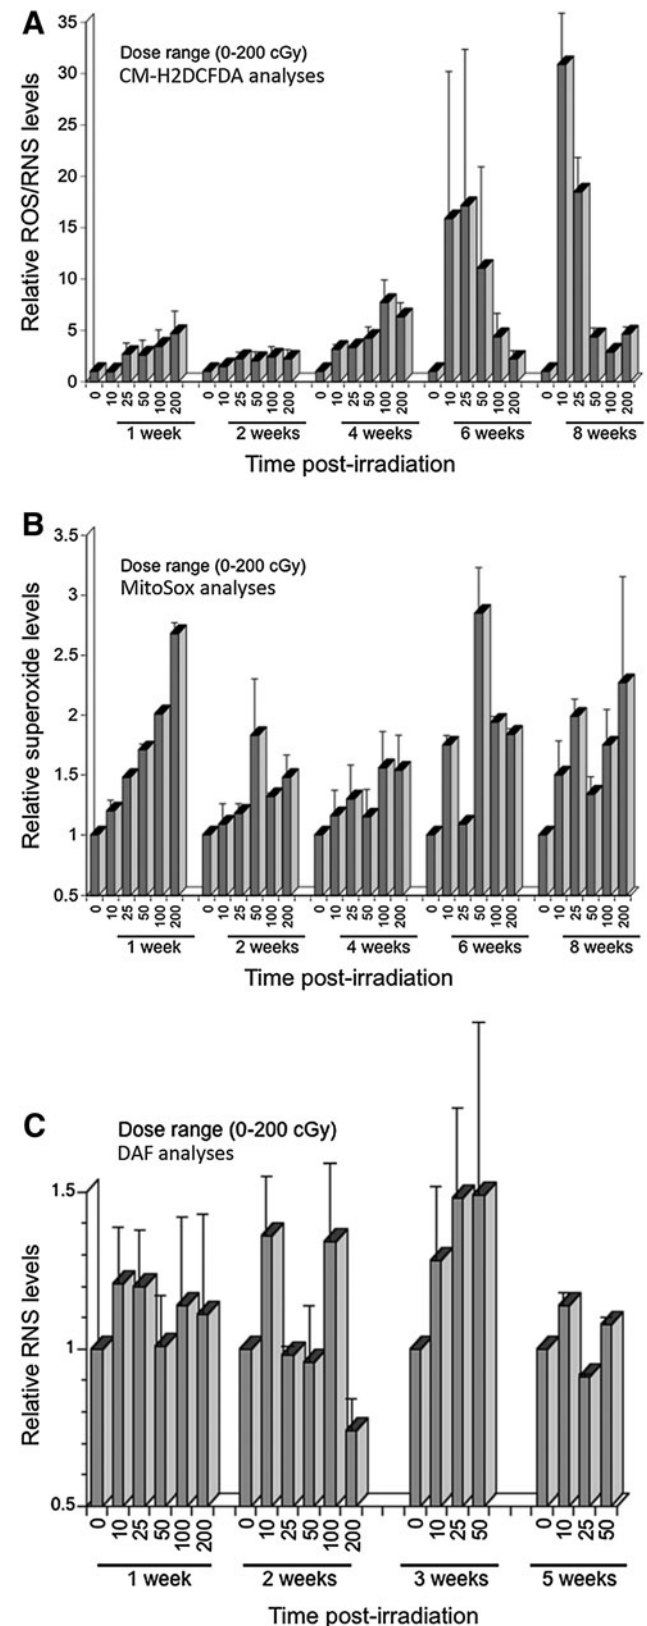 A
Dose range (0-200 cGy)
CM-H2DCFDA analyses
Relative ROS/RNS levels
35
30
25
20
15
10
5
0
0 10 25 50 100 200 0 10 25 50 100 200 0 10 25 50 100 200 0 10 25 50 100 200 0 10 25 50 100 200
1 week 2 weeks 4 weeks 6 weeks 8 weeks
Time post-irradiation
B
Dose range (0-200 cGy)
MitoSox analyses
Relative superoxide levels
3.5
3
2.5
2
1.5
1
0.5
0 10 25 50 100 200 0 10 25 50 100 200 0 10 25 50 100 200 0 10 25 50 100 200 0 10 25 50 100 200
1 week 2 weeks 4 weeks 6 weeks 8 weeks
Time post-irradiation
C
Dose range (0-200 cGy)
DAF analyses
Relative RNS levels
1.5
1
0.5
0 10 25 50 100 200 0 10 25 50 100 200 0 10 25 50 0 10 25 50
1 week 2 weeks 3 weeks 5 weeks
Time post-irradiation